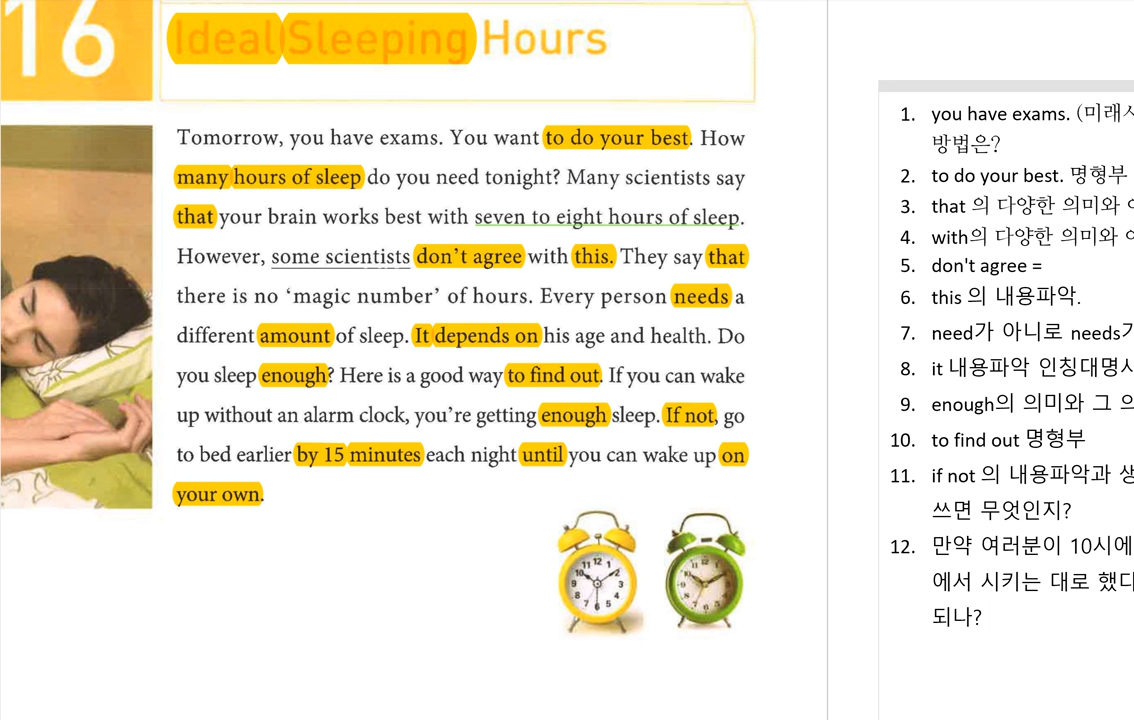 16
Ideal Sleeping Hours
Tomorrow, you have exams. You want to do your best. How
many hours of sleep do you need tonight? Many scientists say
that your brain works best with seven to eight hours of sleep.
However, some scientists don't agree with this. They say that
there is no ‘magic number’ of hours. Every person needs a
different amount of sleep. It depends on his age and health. Do
you sleep enough? Here is a good way to find out. If you can wake
up without an alarm clock, you're getting enough sleep. If not, go
to bed earlier by 15 minutes each night until you can wake up on
your own.
1. you have exams. (미래
방법은?
2. to do your best. 명형부
3. that 의 다양한 의미와
4. with의 다양한 의미와
5. don't agree =
6. this 의 내용파악.
7. need가 아니로 needs가
8. it 내용파악 인칭대명사
9. enough의 의미와 그 의
10. to find out 명형부
11. if not 의 내용파악과 생
쓰면 무엇인지?
12. 만약 여러분이 10시에
에서 시키는 대로 했다
되나?